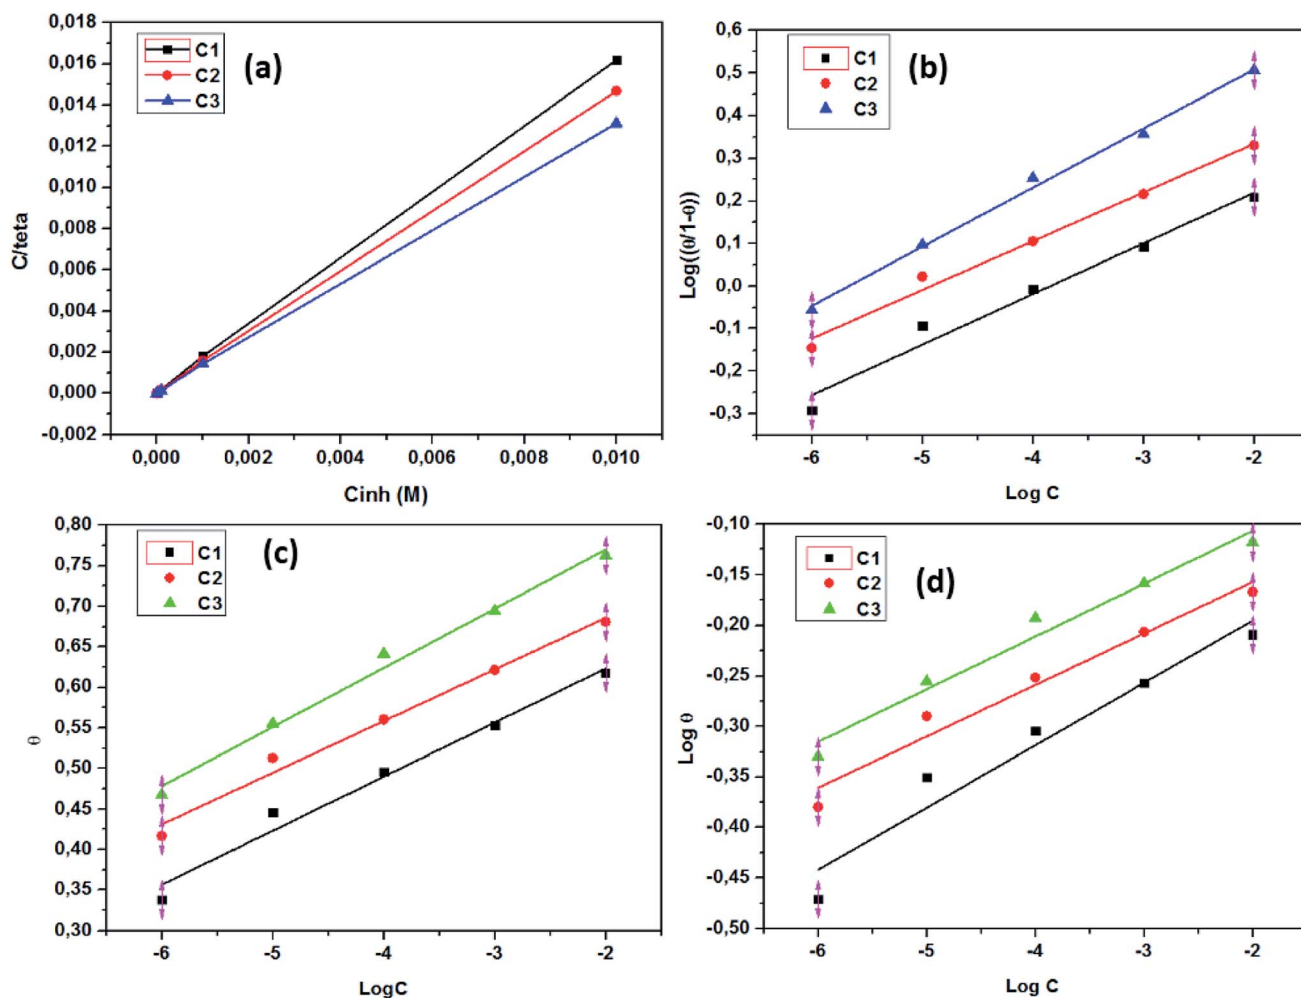 0,018
0,016
0,014
0,012
0,010
0,008
0,006
0,004
0,002
0,000
-0,002
C/teta
C1
C2
C3
(a)
0,000 0,002 0,004 0,006 0,008 0,010
Cinh (M)
0,6
0,5
0,4
0,3
0,2
0,1
0,0
-0,1
-0,2
-0,3
Log((θ/1-θ))
C1
C2
C3
(b)
-6 -5 -4 -3 -2
Log C
0,80
0,75
0,70
0,65
0,60
0,55
0,50
0,45
0,40
0,35
0,30
θ
C1
C2
C3
(c)
-6 -5 -4 -3 -2
LogC
-0,10
-0,15
-0,20
-0,25
-0,30
-0,35
-0,40
-0,45
-0,50
Log θ
C1
C2
C3
(d)
-6 -5 -4 -3 -2
Log C